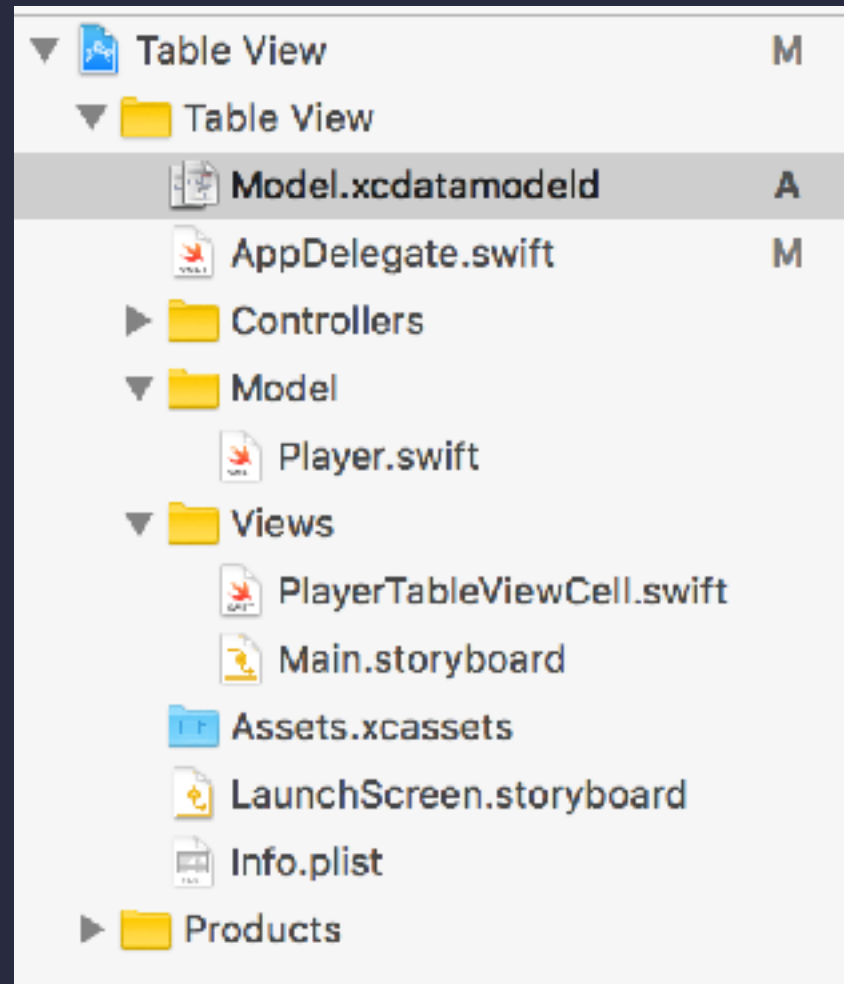 Table View M
Table View
Model.xcdatamodeld A
AppDelegate.swift M
Controllers
Model
Player.swift
Views
PlayerTableViewCell.swift
Main.storyboard
Assets.xcassets
LaunchScreen.storyboard
Info.plist
Products